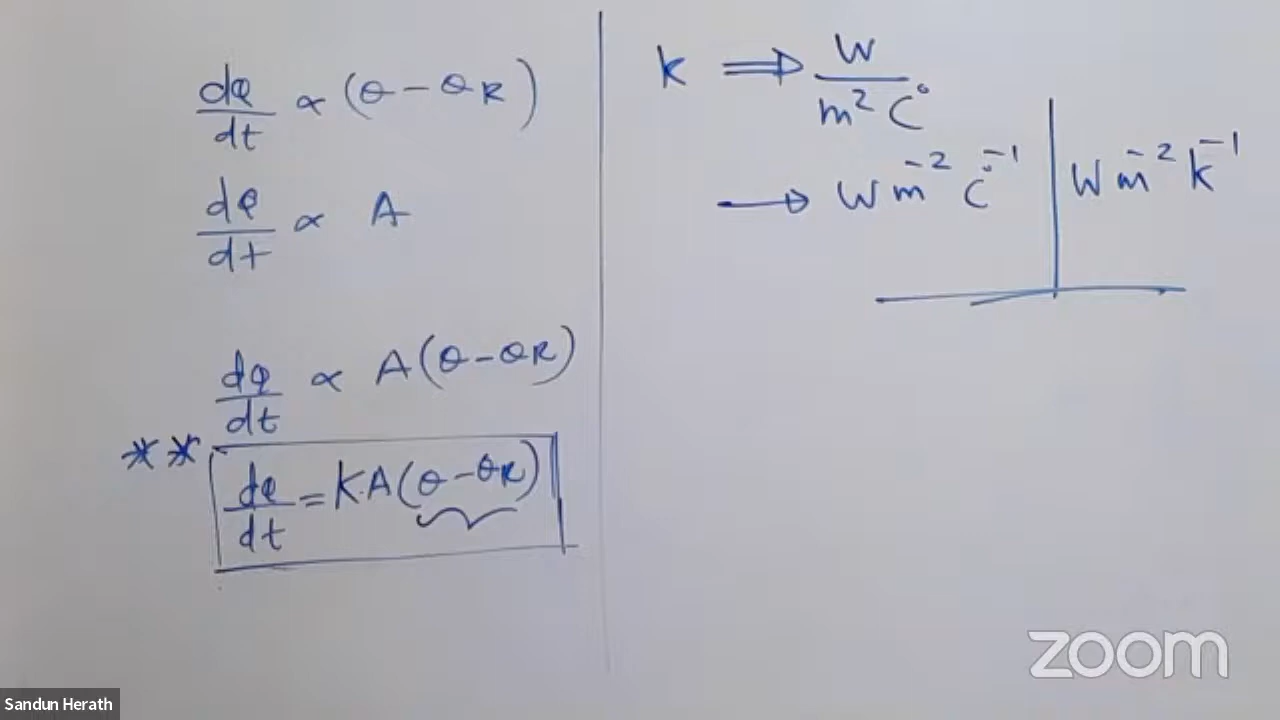 dQ/dt ∝ (θ − θR)
dQ/dt ∝ A
dQ/dt ∝ A(θ − θR)
** dQ/dt = K.A(θ − θR)
k ⇒ W/m² C°
→ W m⁻² C°⁻¹ | W m⁻² k⁻¹
zoom
Sandun Herath